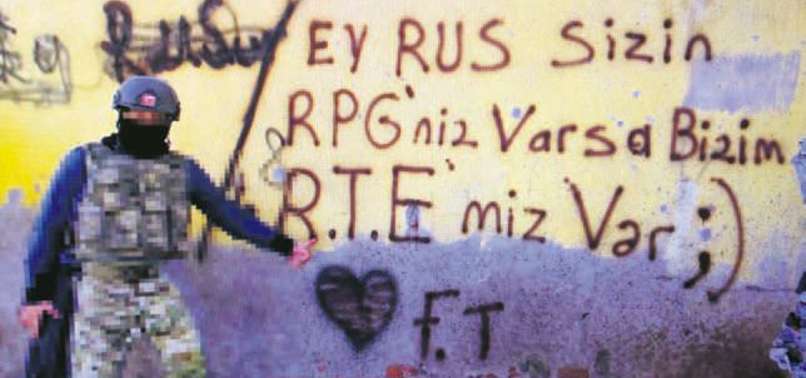 EY RUS Sizin
RPG'niz Varsa Bizim
R.T.E'miz Var ;)
F.T